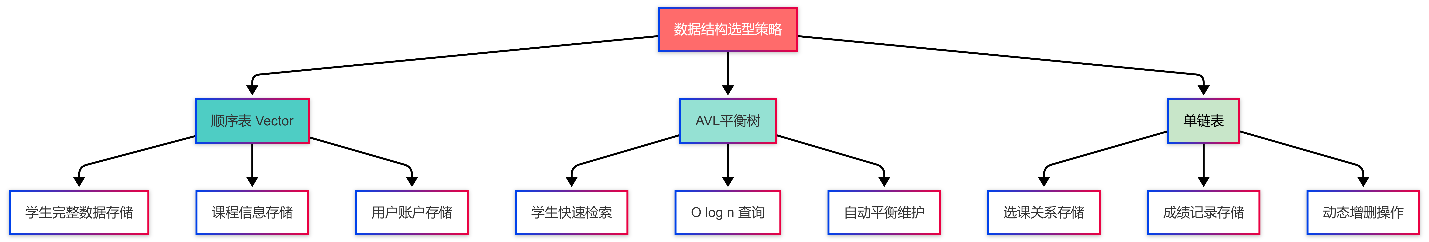 数据结构选型策略
顺序表 Vector
AVL平衡树
单链表
学生完整数据存储
课程信息存储
用户账户存储
学生快速检索
O log n 查询
自动平衡维护
选课关系存储
成绩记录存储
动态增删操作